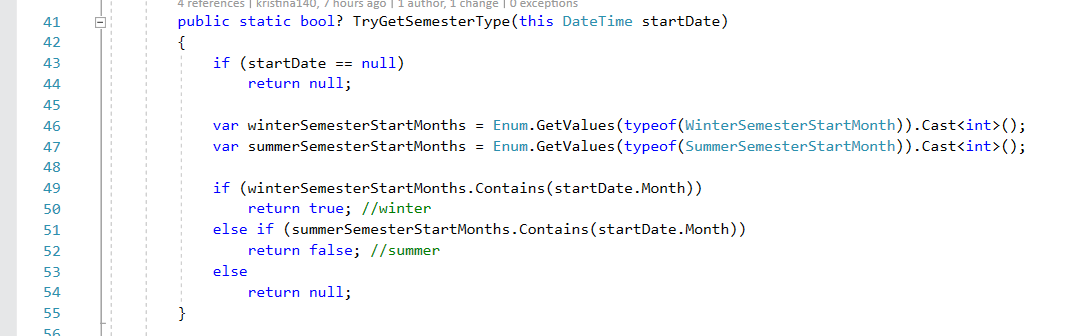 4 references | kristina140, 7 hours ago | 1 author, 1 change | 0 exceptions
41 public static bool? TryGetSemesterType(this DateTime startDate)
42 {
43 if (startDate == null)
44 return null;
45
46 var winterSemesterStartMonths = Enum.GetValues(typeof(WinterSemesterStartMonth)).Cast<int>();
47 var summerSemesterStartMonths = Enum.GetValues(typeof(SummerSemesterStartMonth)).Cast<int>();
48
49 if (winterSemesterStartMonths.Contains(startDate.Month))
50 return true; //winter
51 else if (summerSemesterStartMonths.Contains(startDate.Month))
52 return false; //summer
53 else
54 return null;
55 }
56